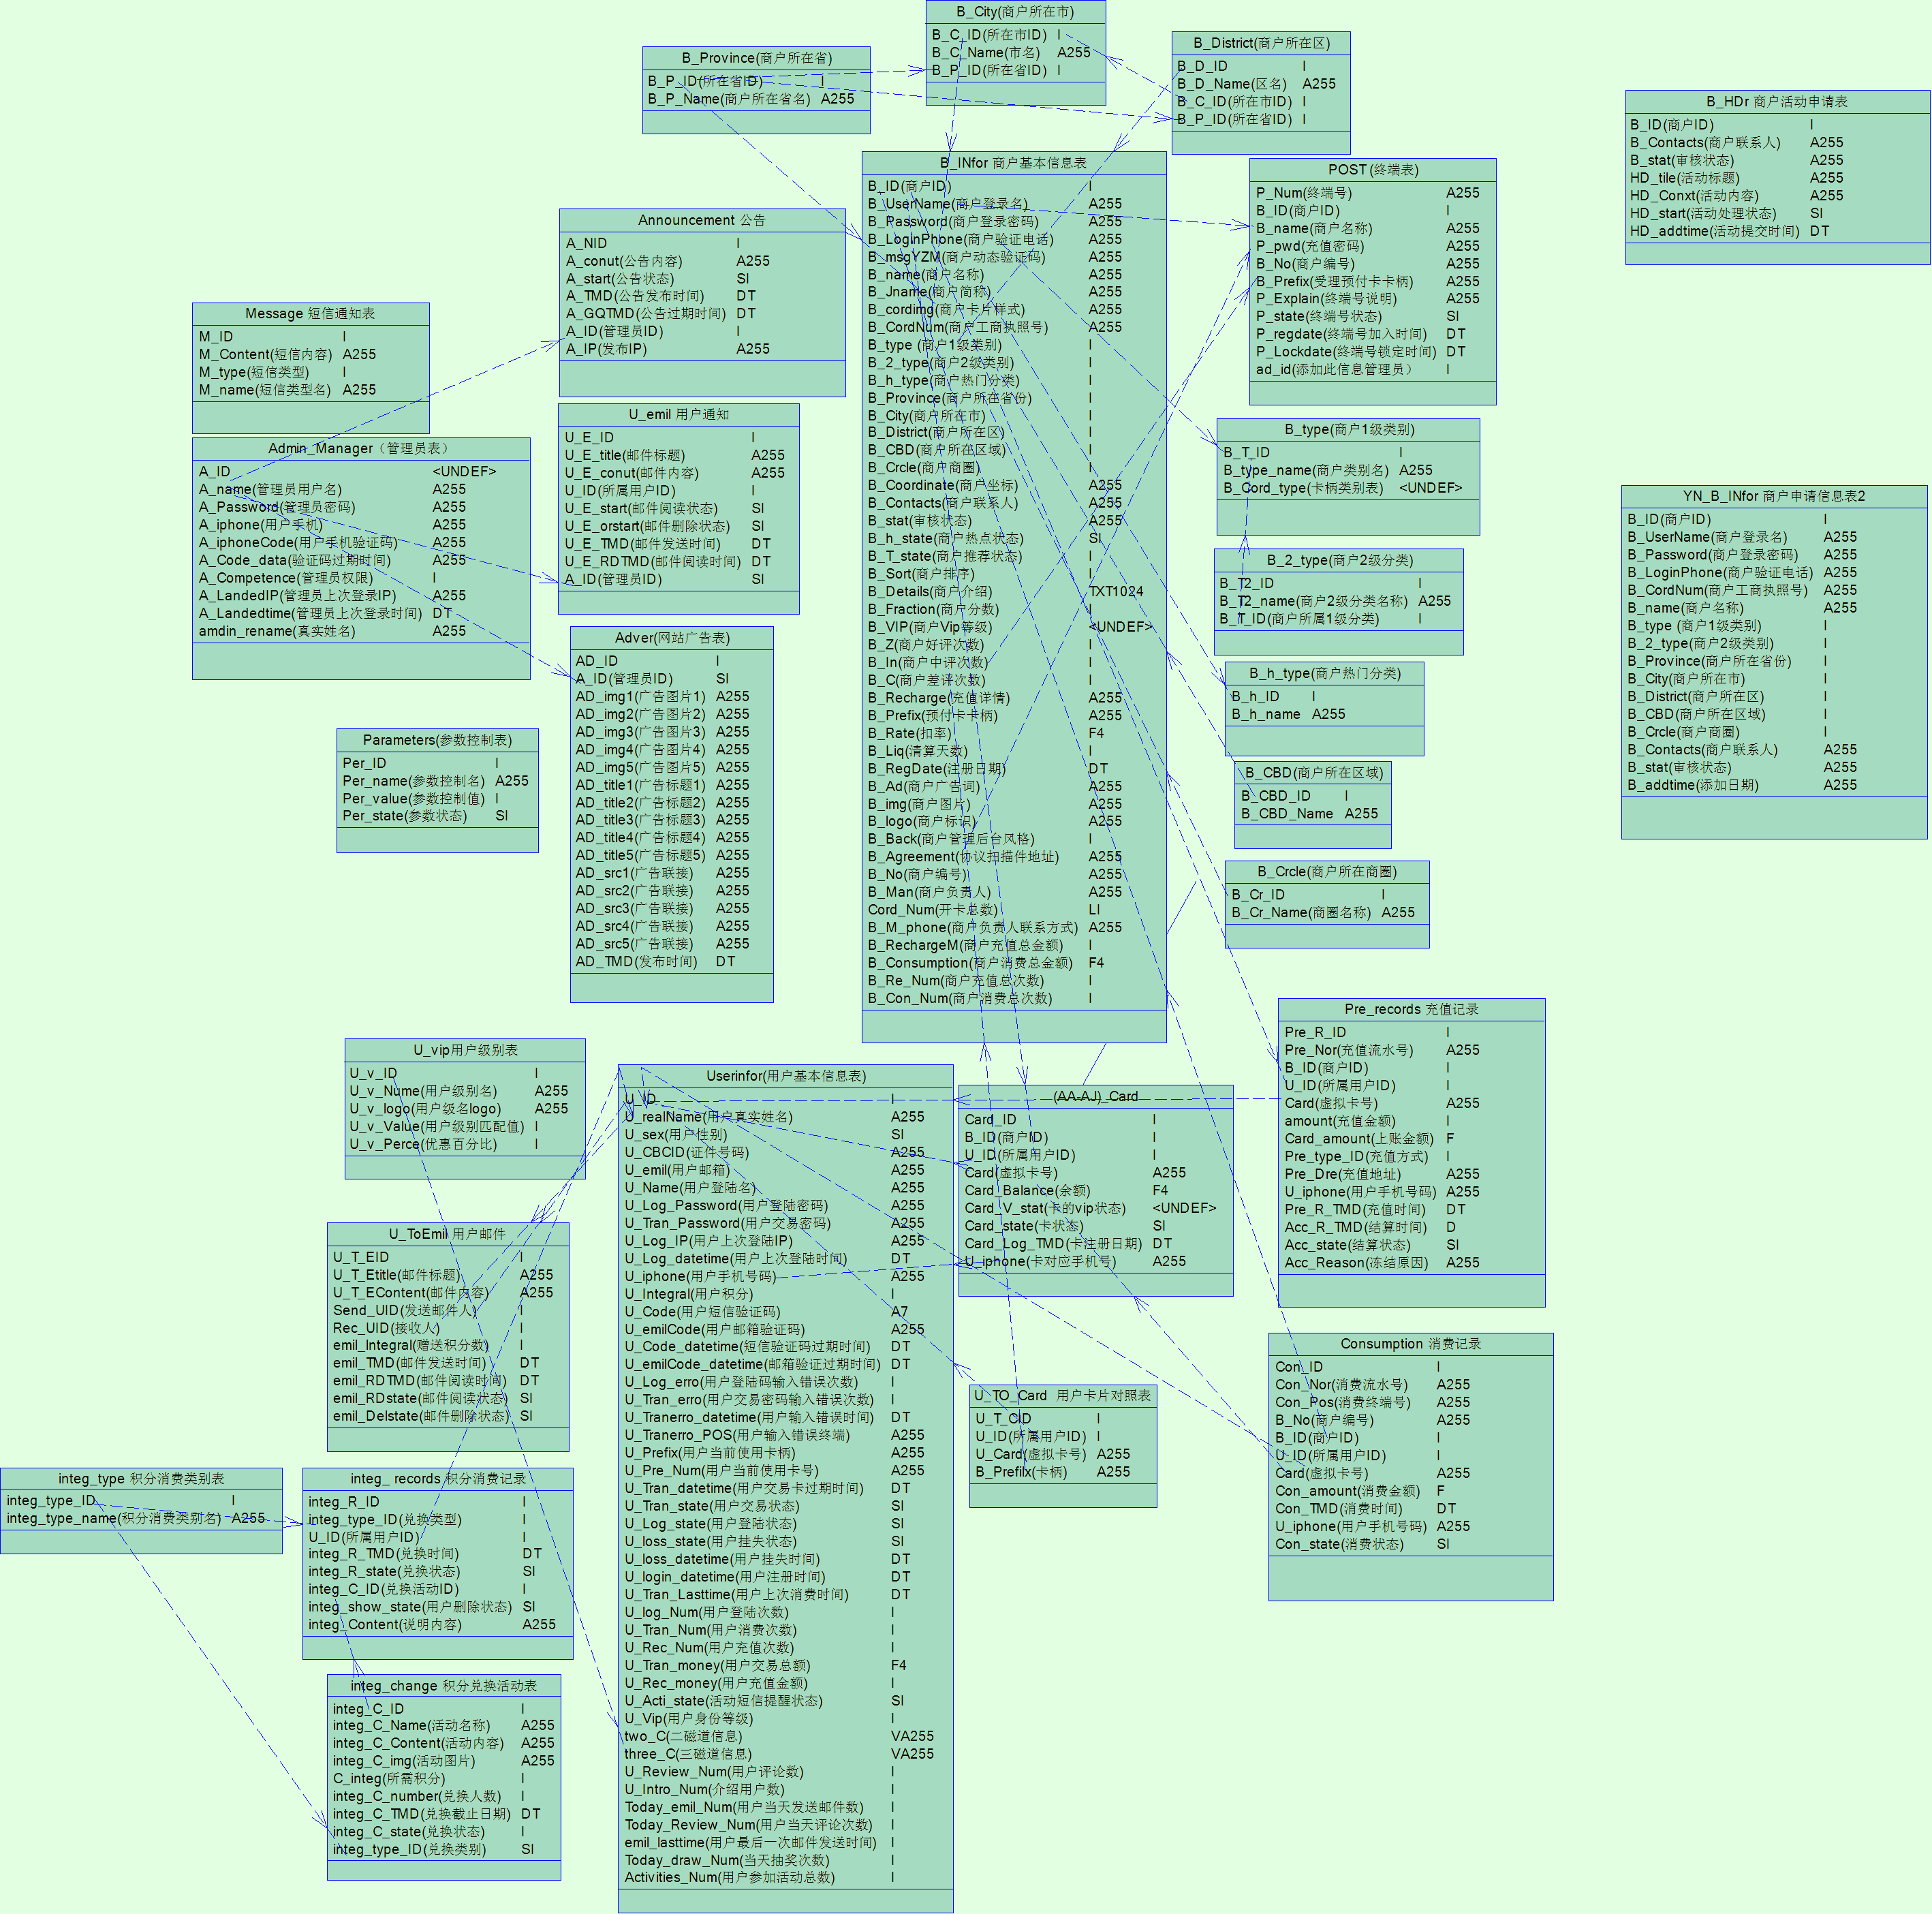 B_City(商户所在市)
B_C_ID(所在市ID) I
B_C_Name(市名) A255
B_P_ID(所在省ID) I
B_Province(商户所在省)
B_P_ID(所在省ID) I
B_P_Name(商户所在省名) A255
B_District(商户所在区)
B_D_ID I
B_D_Name(区名) A255
B_C_ID(所在市ID) I
B_P_ID(所在省ID) I
B_HDr 商户活动申请表
B_ID(商户ID) I
B_Contacts(商户联系人) A255
B_stat(审核状态) A255
HD_tile(活动标题) A255
HD_Conxt(活动内容) A255
HD_start(活动处理状态) SI
HD_addtime(活动提交时间) DT
B_INfor 商户基本信息表
B_ID(商户ID) I
B_UserName(商户登录名) A255
B_Password(商户登录密码) A255
B_LoginPhone(商户验证电话) A255
B_msgYZM(商户动态验证码) A255
B_name(商户名称) A255
B_Jname(商户简称) A255
B_cordimg(商户卡片样式) A255
B_CordNum(商户工商执照号) A255
B_type (商户1级类别) I
B_2_type(商户2级类别) I
B_h_type(商户热门分类) I
B_Province(商户所在省份) I
B_City(商户所在市) I
B_District(商户所在区) I
B_CBD(商户所在区域) I
B_Crcle(商户商圈) I
B_Coordinate(商户坐标) A255
B_Contacts(商户联系人) A255
B_stat(审核状态) A255
B_h_state(商户热点状态) SI
B_T_state(商户推荐状态) I
B_Sort(商户排序) I
B_Details(商户介绍) TXT1024
B_Fraction(商户分数) I
B_VIP(商户Vip等级) <UNDEF>
B_Z(商户好评次数) I
B_In(商户中评次数) I
B_C(商户差评次数) I
B_Recharge(充值详情) A255
B_Prefix(预付卡卡柄) A255
B_Rate(扣率) F4
B_Liq(清算天数) I
B_RegDate(注册日期) DT
B_Ad(商户广告词) A255
B_img(商户图片) A255
B_logo(商户标识) A255
B_Back(商户管理后台风格) I
B_Agreement(协议扫描件地址) A255
B_No(商户编号) A255
B_Man(商户负责人) A255
Cord_Num(开卡总数) LI
B_M_phone(商户负责人联系方式) A255
B_RechargeM(商户充值总金额) I
B_Consumption(商户消费总金额) F4
B_Re_Num(商户充值总次数) I
B_Con_Num(商户消费总次数) I
POST (终端表)
P_Num(终端号) A255
B_ID(商户ID) I
B_name(商户名称) A255
P_pwd(充值密码) A255
B_No(商户编号) A255
B_Prefix(受理预付卡卡柄) A255
P_Explain(终端号说明) A255
P_state(终端号状态) SI
P_regdate(终端号加入时间) DT
P_Lockdate(终端号锁定时间) DT
ad_id(添加此信息管理员） I
Announcement 公告
A_NID I
A_conut(公告内容) A255
A_start(公告状态) SI
A_TMD(公告发布时间) DT
A_GQTMD(公告过期时间) DT
A_ID(管理员ID) I
A_IP(发布IP) A255
Message 短信通知表
M_ID I
M_Content(短信内容) A255
M_type(短信类型) I
M_name(短信类型名) A255
U_emil 用户通知
U_E_ID I
U_E_title(邮件标题) A255
U_E_conut(邮件内容) A255
U_ID(所属用户ID) I
U_E_start(邮件阅读状态) SI
U_E_orstart(邮件删除状态) SI
U_E_TMD(邮件发送时间) DT
U_E_RDTMD(邮件阅读时间) DT
A_ID(管理员ID) SI
Admin_Manager（管理员表）
A_ID <UNDEF>
A_name(管理员用户名) A255
A_Password(管理员密码) A255
A_iphone(用户手机) A255
A_iphoneCode(用户手机验证码) A255
A_Code_data(验证码过期时间) A255
A_Competence(管理员权限) I
A_LandedIP(管理员上次登录IP) A255
A_Landedtime(管理员上次登录时间) DT
amdin_rename(真实姓名) A255
B_type(商户1级类别)
B_T_ID I
B_type_name(商户类别名) A255
B_Cord_type(卡柄类别表) <UNDEF>
YN_B_INfor 商户申请信息表2
B_ID(商户ID) I
B_UserName(商户登录名) A255
B_Password(商户登录密码) A255
B_LoginPhone(商户验证电话) A255
B_CordNum(商户工商执照号) A255
B_name(商户名称) A255
B_type (商户1级类别) I
B_2_type(商户2级类别) I
B_Province(商户所在省份) I
B_City(商户所在市) I
B_District(商户所在区) I
B_CBD(商户所在区域) I
B_Crcle(商户商圈) I
B_Contacts(商户联系人) A255
B_stat(审核状态) A255
B_addtime(添加日期) A255
B_2_type(商户2级分类)
B_T2_ID I
B_T2_name(商户2级分类名称) A255
B_T_ID(商户所属1级分类) I
Adver(网站广告表)
AD_ID I
A_ID(管理员ID) SI
AD_img1(广告图片1) A255
AD_img2(广告图片2) A255
AD_img3(广告图片3) A255
AD_img4(广告图片4) A255
AD_img5(广告图片5) A255
AD_title1(广告标题1) A255
AD_title2(广告标题2) A255
AD_title3(广告标题3) A255
AD_title4(广告标题4) A255
AD_title5(广告标题5) A255
AD_src1(广告联接) A255
AD_src2(广告联接) A255
AD_src3(广告联接) A255
AD_src4(广告联接) A255
AD_src5(广告联接) A255
AD_TMD(发布时间) DT
B_h_type(商户热门分类)
B_h_ID I
B_h_name A255
Parameters(参数控制表)
Per_ID I
Per_name(参数控制名) A255
Per_value(参数控制值) I
Per_state(参数状态) SI
B_CBD(商户所在区域)
B_CBD_ID I
B_CBD_Name A255
B_Crcle(商户所在商圈)
B_Cr_ID I
B_Cr_Name(商圈名称) A255
Pre_records 充值记录
Pre_R_ID I
Pre_Nor(充值流水号) A255
B_ID(商户ID) I
U_ID(所属用户ID) I
Card(虚拟卡号) A255
amount(充值金额) I
Card_amount(上账金额) F
Pre_type_ID(充值方式) I
Pre_Dre(充值地址) A255
U_iphone(用户手机号码) A255
Pre_R_TMD(充值时间) DT
Acc_R_TMD(结算时间) D
Acc_state(结算状态) SI
Acc_Reason(冻结原因) A255
U_vip用户级别表
U_v_ID I
U_v_Nume(用户级别名) A255
U_v_logo(用户级名logo) A255
U_v_Value(用户级别匹配值) I
U_v_Perce(优惠百分比) I
Userinfor(用户基本信息表)
U_ID I
U_realName(用户真实姓名) A255
U_sex(用户性别) SI
U_CBCID(证件号码) A255
U_emil(用户邮箱) A255
U_Name(用户登陆名) A255
U_Log_Password(用户登陆密码) A255
U_Tran_Password(用户交易密码) A255
U_Log_IP(用户上次登陆IP) A255
U_Log_datetime(用户上次登陆时间) DT
U_iphone(用户手机号码) A255
U_Integral(用户积分) I
U_Code(用户短信验证码) A7
U_emilCode(用户邮箱验证码) A255
U_Code_datetime(短信验证码过期时间) DT
U_emilCode_datetime(邮箱验证过期时间) DT
U_Log_erro(用户登陆码输入错误次数) I
U_Tran_erro(用户交易密码输入错误次数) I
U_Tranerro_datetime(用户输入错误时间) DT
U_Tranerro_POS(用户输入错误终端) A255
U_Prefix(用户当前使用卡柄) A255
U_Pre_Num(用户当前使用卡号) A255
U_Tran_datetime(用户交易卡过期时间) DT
U_Tran_state(用户交易状态) SI
U_Log_state(用户登陆状态) SI
U_loss_state(用户挂失状态) SI
U_loss_datetime(用户挂失时间) DT
U_login_datetime(用户注册时间) DT
U_Tran_Lasttime(用户上次消费时间) DT
U_log_Num(用户登陆次数) I
U_Tran_Num(用户消费次数) I
U_Rec_Num(用户充值次数) I
U_Tran_money(用户交易总额) F4
U_Rec_money(用户充值金额) I
U_Acti_state(活动短信提醒状态) SI
U_Vip(用户身份等级) I
two_C(二磁道信息) VA255
three_C(三磁道信息) VA255
U_Review_Num(用户评论数) I
U_Intro_Num(介绍用户数) I
Today_emil_Num(用户当天发送邮件数) I
Today_Review_Num(用户当天评论次数) I
emil_lasttime(用户最后一次邮件发送时间) I
Today_draw_Num(当天抽奖次数) I
Activities_Num(用户参加活动总数) I
(AA-AJ)_Card
Card_ID I
B_ID(商户ID) I
U_ID(所属用户ID) I
Card(虚拟卡号) A255
Card_Balance(余额) F4
Card_V_stat(卡的vip状态) <UNDEF>
Card_state(卡状态) SI
Card_Log_TMD(卡注册日期) DT
U_iphone(卡对应手机号) A255
U_ToEmil 用户邮件
U_T_EID I
U_T_Etitle(邮件标题) A255
U_T_EContent(邮件内容) A255
Send_UID(发送邮件人) I
Rec_UID(接收人) I
emil_Integral(赠送积分数) I
emil_TMD(邮件发送时间) DT
emil_RDTMD(邮件阅读时间) DT
emil_RDstate(邮件阅读状态) SI
emil_Delstate(邮件删除状态) SI
Consumption 消费记录
Con_ID I
Con_Nor(消费流水号) A255
Con_Pos(消费终端号) A255
B_No(商户编号) A255
B_ID(商户ID) I
U_ID(所属用户ID) I
Card(虚拟卡号) A255
Con_amount(消费金额) F
Con_TMD(消费时间) DT
U_iphone(用户手机号码) A255
Con_state(消费状态) SI
U_TO_Card 用户卡片对照表
U_T_CID I
U_ID(所属用户ID) I
U_Card(虚拟卡号) A255
B_Prefilx(卡柄) A255
integ_type 积分消费类别表
integ_type_ID I
integ_type_name(积分消费类别名) A255
integ_ records 积分消费记录
integ_R_ID I
integ_type_ID(兑换类型) I
U_ID(所属用户ID) I
integ_R_TMD(兑换时间) DT
integ_R_state(兑换状态) SI
integ_C_ID(兑换活动ID) I
integ_show_state(用户删除状态) SI
integ_Content(说明内容) A255
integ_change 积分兑换活动表
integ_C_ID I
integ_C_Name(活动名称) A255
integ_C_Content(活动内容) A255
integ_C_img(活动图片) A255
C_integ(所需积分) I
integ_C_number(兑换人数) I
integ_C_TMD(兑换截止日期) DT
integ_C_state(兑换状态) I
integ_type_ID(兑换类别) SI